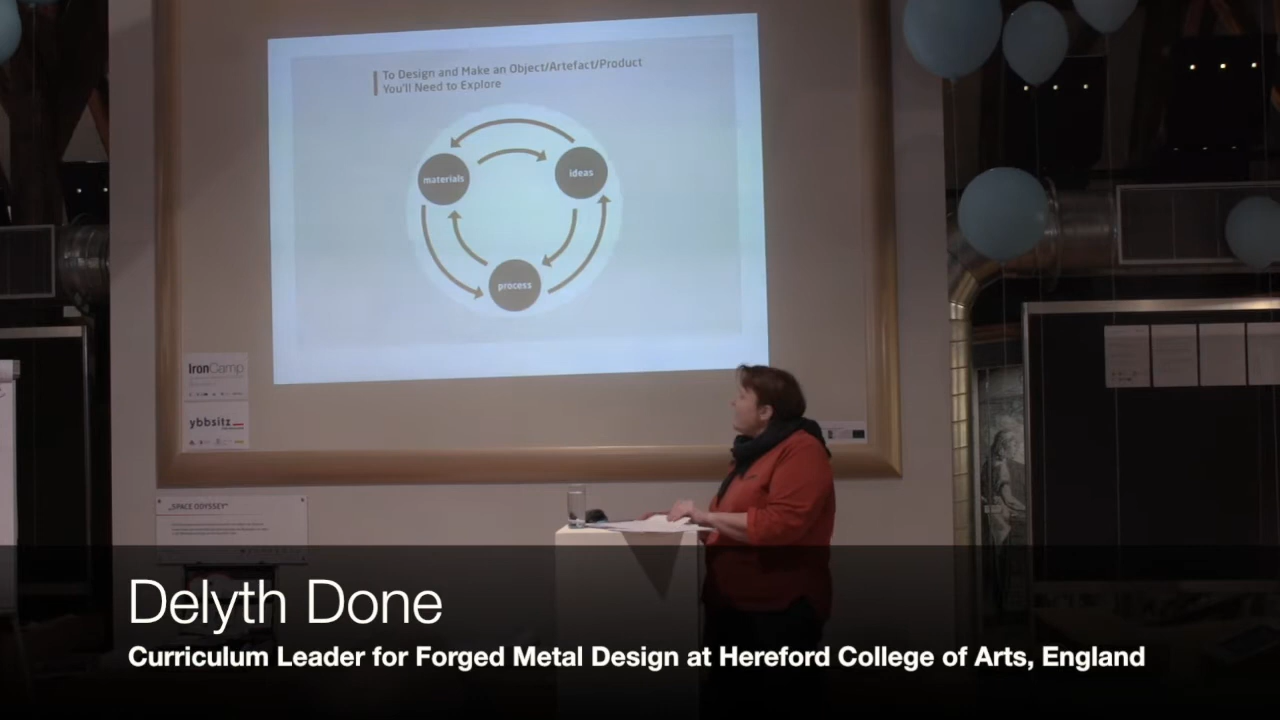 To Design and Make an Object/Artefact/Product
You'll Need to Explore
materials
ideas
process
IronCamp
ybbsitz
„SPACE ODYSSEY"
Delyth Done
Curriculum Leader for Forged Metal Design at Hereford College of Arts, England